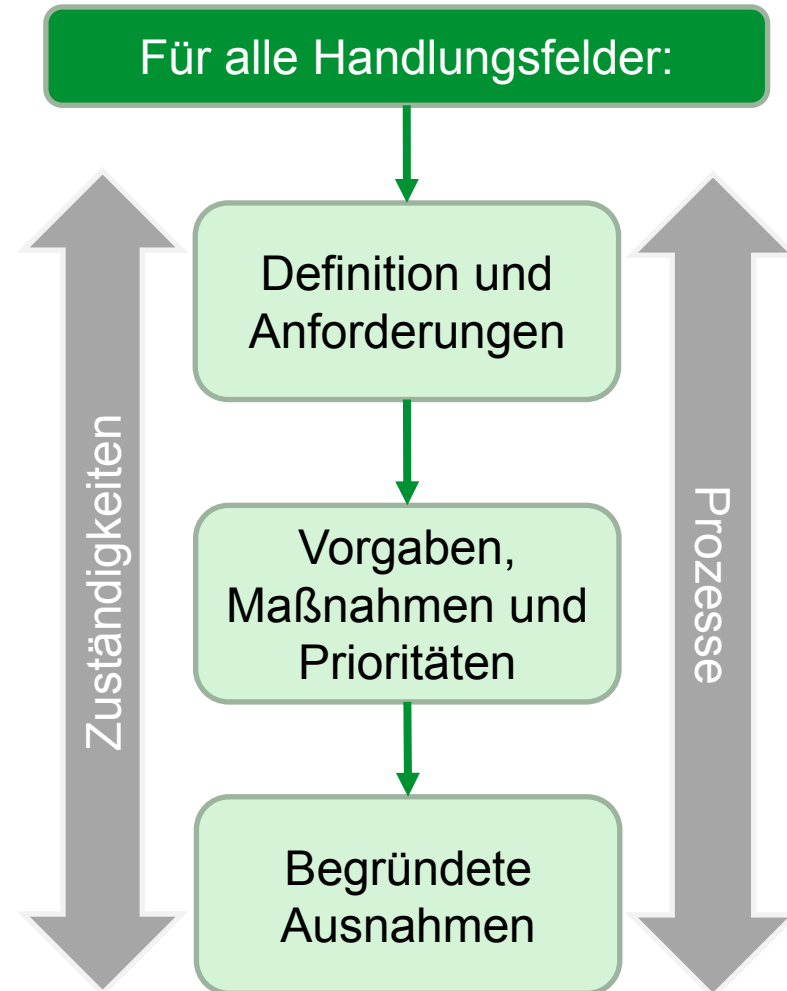 Für alle Handlungsfelder:
Definition und
Anforderungen
Zuständigkeiten
Prozesse
Vorgaben,
Maßnahmen und
Prioritäten
Begründete
Ausnahmen